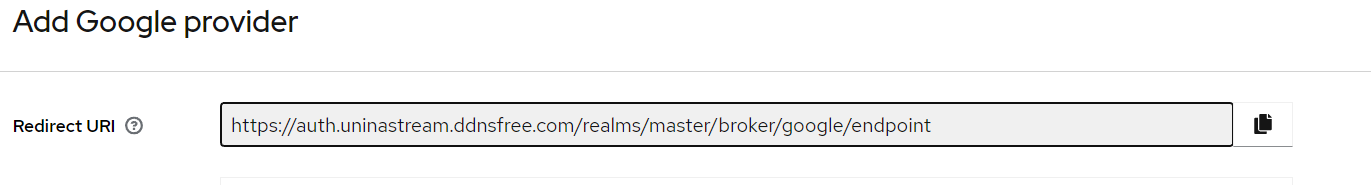 Add Google provider
Redirect URI
https://auth.uninastream.ddnsfree.com/realms/master/broker/google/endpoint